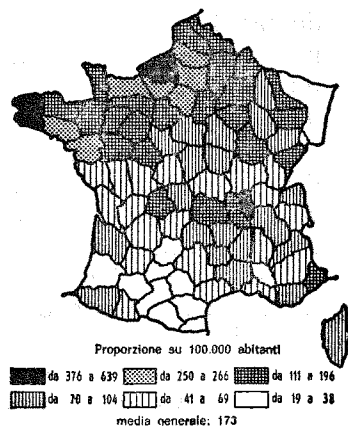 Proporzione su 100.000 abitanti
da 376 a 639 da 250 a 266 da 111 a 196
da 70 a 104 da 41 a 69 da 19 a 38
media generale: 173